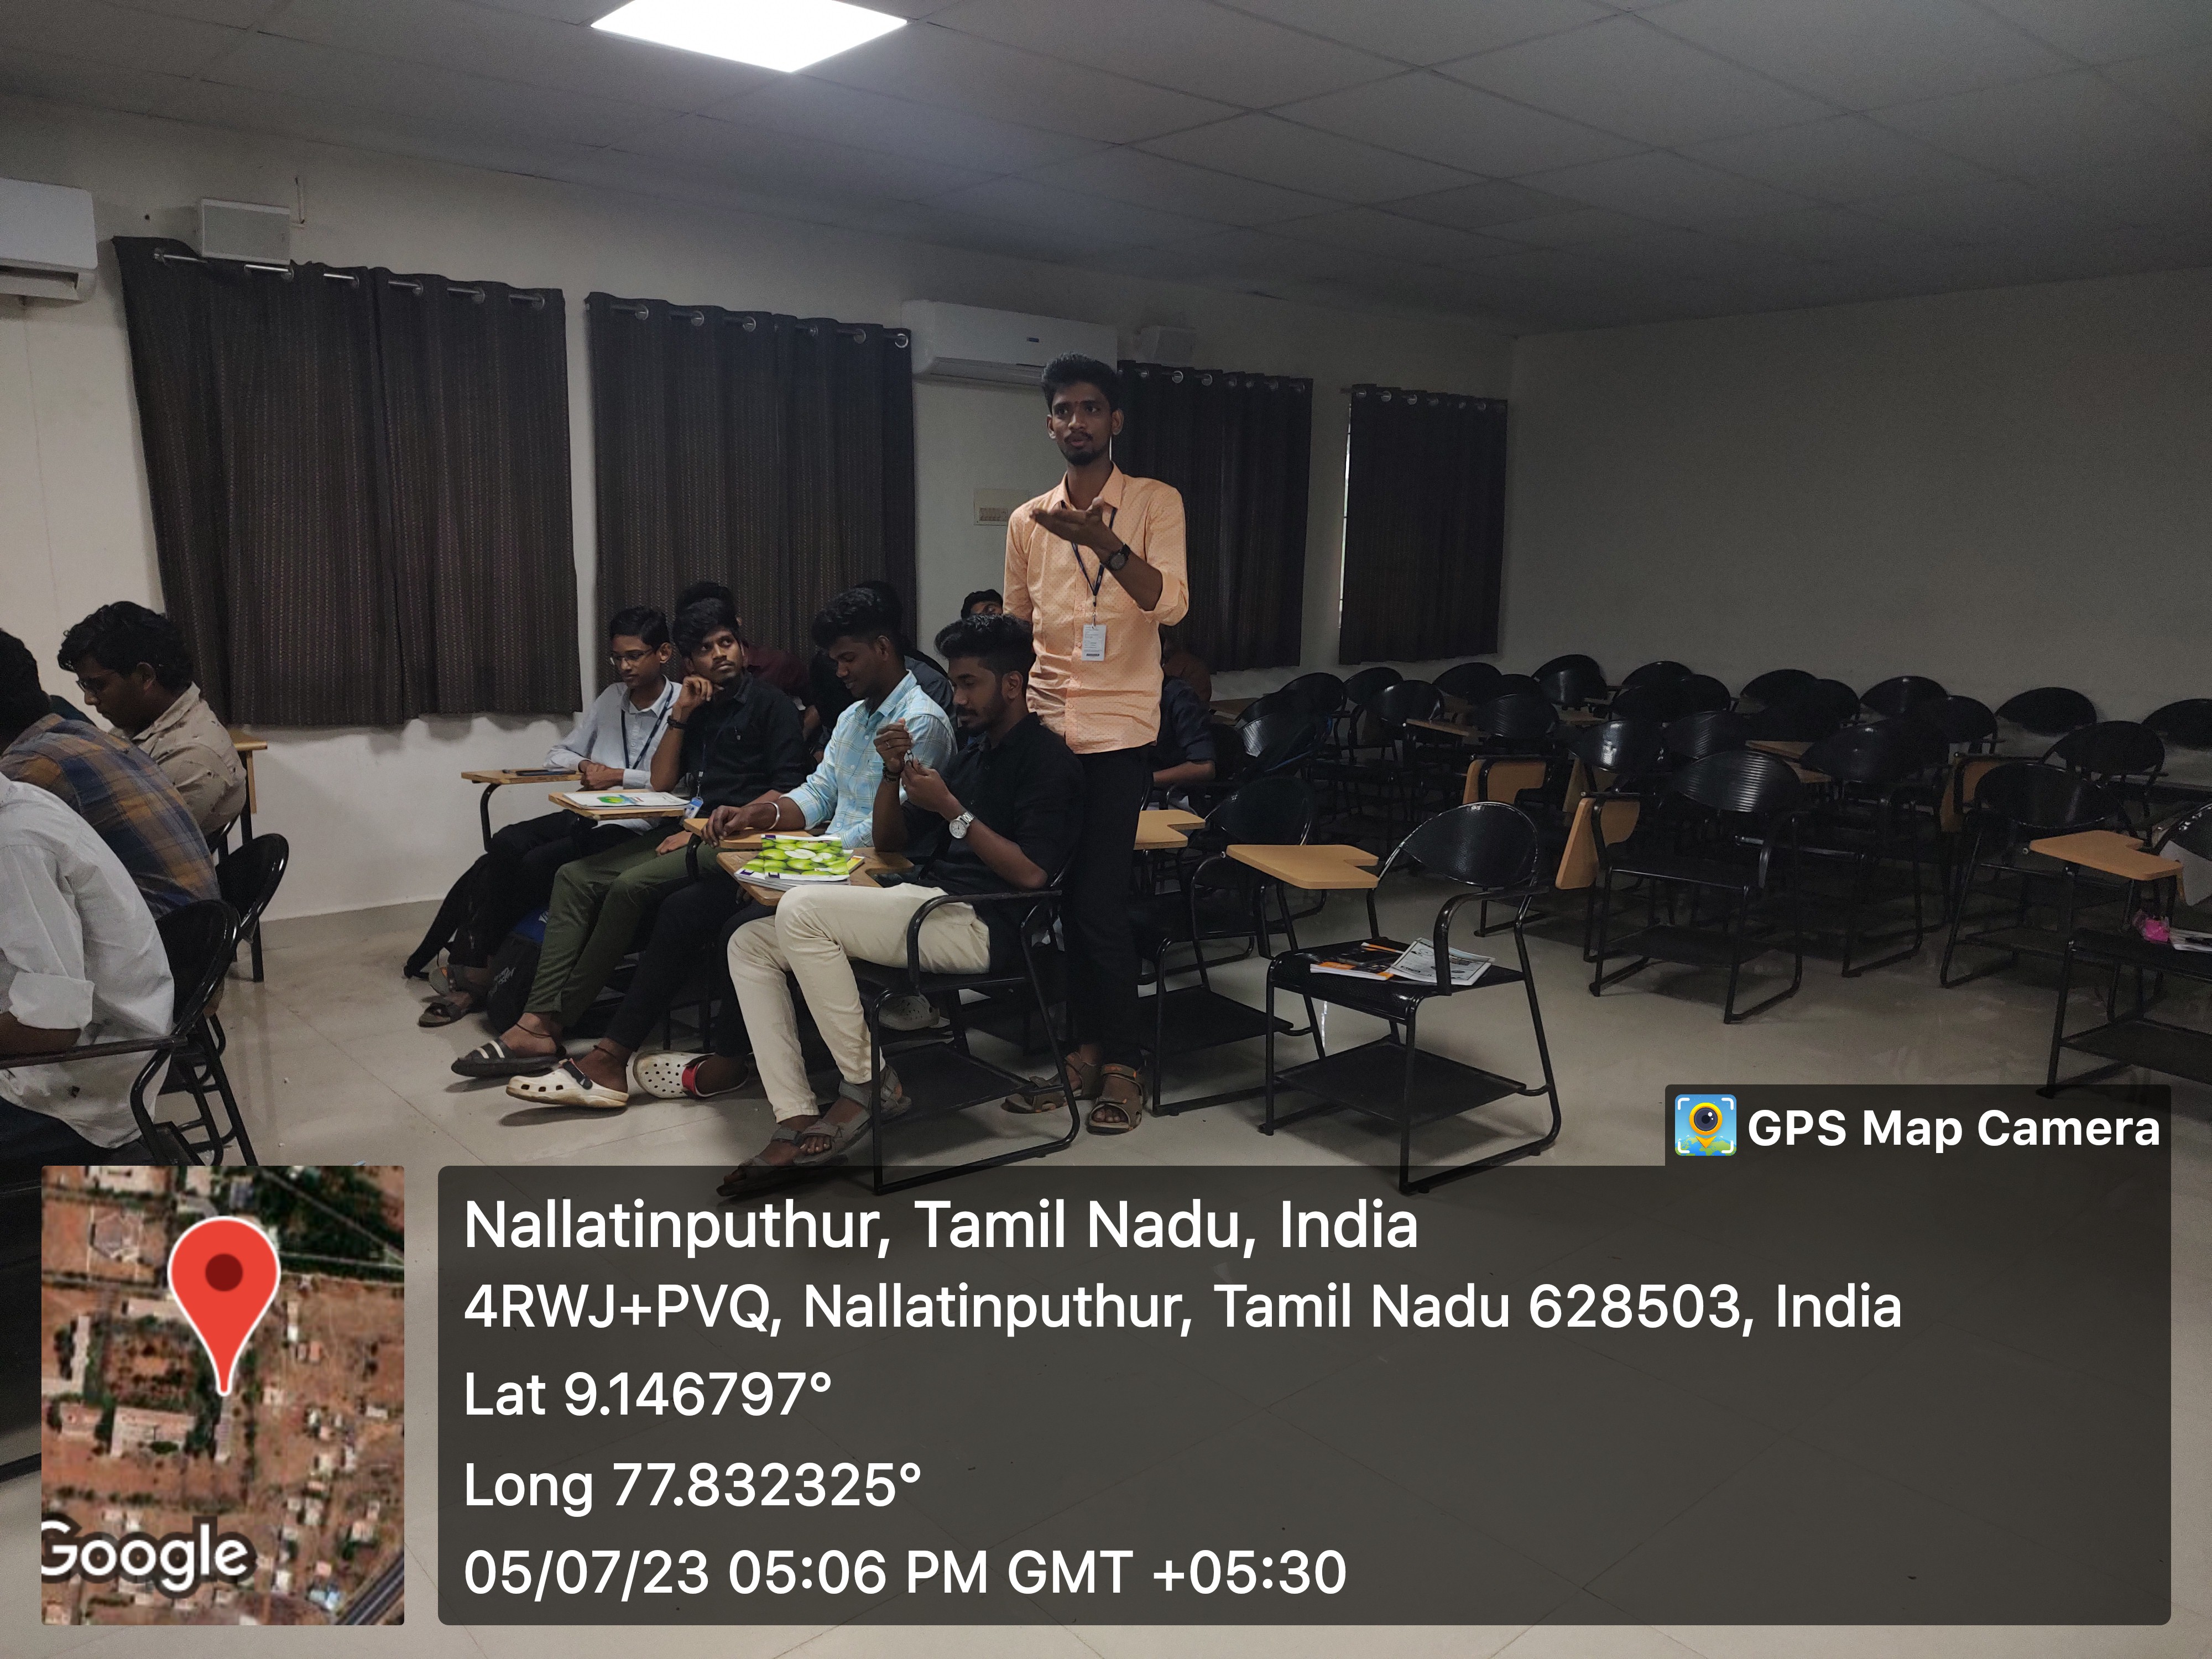 GPS Map Camera
Nallatinputhur, Tamil Nadu, India
4RWJ+PVQ, Nallatinputhur, Tamil Nadu 628503, India
Lat 9.146797°
Long 77.832325°
05/07/23 05:06 PM GMT +05:30
Google